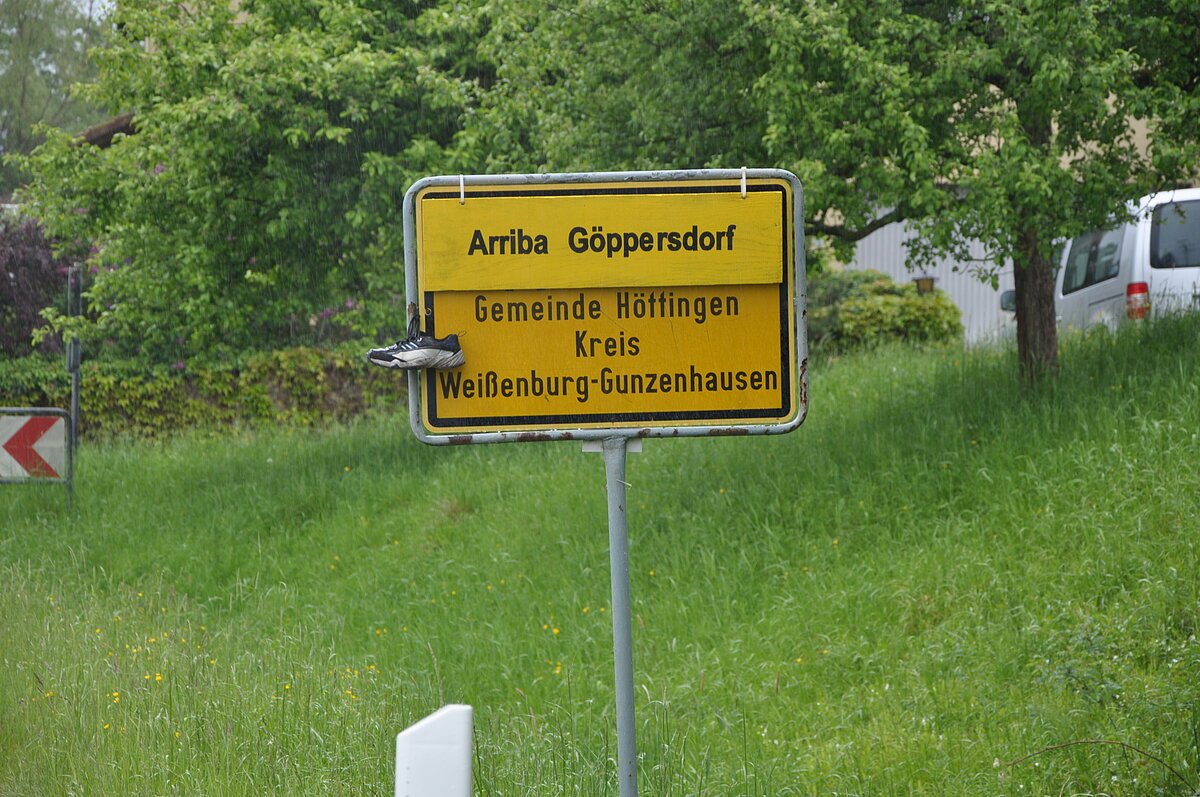 Arriba Göppersdorf
Gemeinde Höttingen
Kreis
Weißenburg-Gunzenhausen